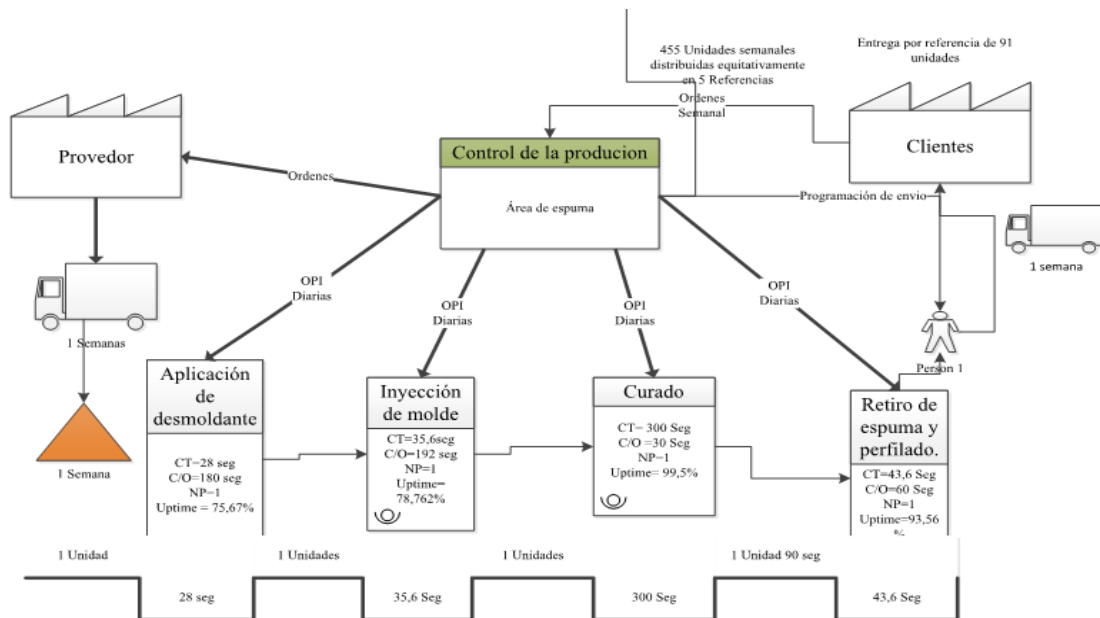 455 Unidades semanales
distribuidas equitativamente
en 5 Referencias
Entrega por referencia de 91
unidades
Ordenes
Semanal
Provedor
Control de la producion
Clientes
Ordenes
Área de espuma
Programación de envio
1 semana
OPI
Diarias
OPI
Diarias
OPI
Diarias
OPI
Diarias
1 Semanas
Person 1
Aplicación
de
desmoldante
CT=28 seg
C/O=180 seg
NP=1
Uptime = 75,67%
Inyección
de molde
CT=35,6seg
C/O=192 seg
NP=1
Uptime=
78,762%
Curado
CT= 300 Seg
C/O =30 Seg
NP=1
Uptime= 99,5%
Retiro de
espuma y
perfilado.
CT=43,6 Seg
C/O=60 Seg
NP=1
Uptime=93,56
%
1 Semana
1 Unidad
1 Unidades
1 Unidades
1 Unidad 90 seg
28 seg
35,6 Seg
300 Seg
43,6 Seg